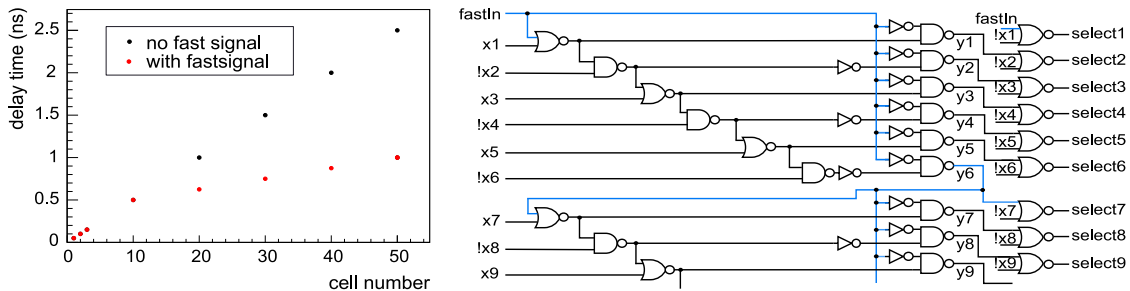 delay time (ns)
2.5
2
1.5
1
0.5
0
no fast signal
with fastsignal
0
10
20
30
40
50
cell number
fastIn
x1
!x2
x3
!x4
x5
!x6
x7
!x8
x9
y1
y2
y3
y4
y5
y6
y7
y8
y9
fastIn
!x1
!x2
!x3
!x4
!x5
!x6
!x7
!x8
!x9
select1
select2
select3
select4
select5
select6
select7
select8
select9